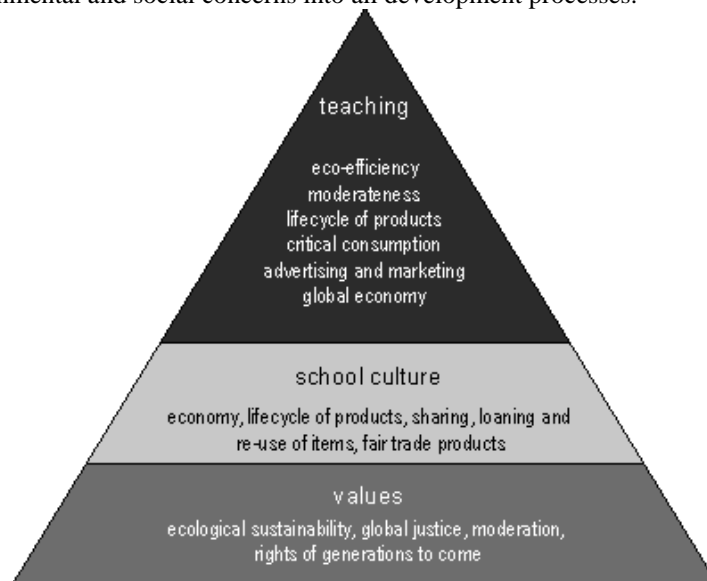 nmental and social concerns into all development processes.
teaching
eco-efficiency
moderateness
lifecycle of products
critical consumption
advertising and marketing
global economy
school culture
economy, lifecycle of products, sharing, loaning and
re-use of items, fair trade products
values
ecological sustainability, global justice, moderation,
rights of generations to come